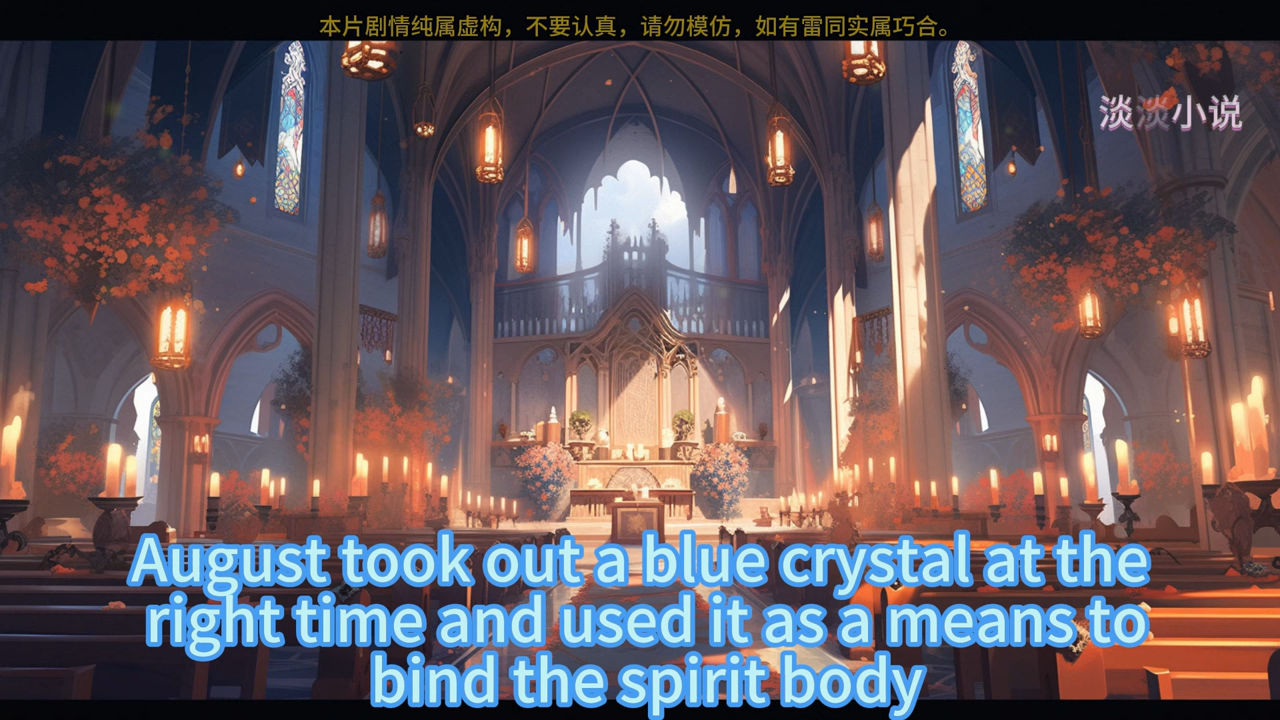 本片剧情纯属虚构，不要认真，请勿模仿，如有雷同实属巧合。
淡淡小说
August took out a blue crystal at the
right time and used it as a means to
bind the spirit body